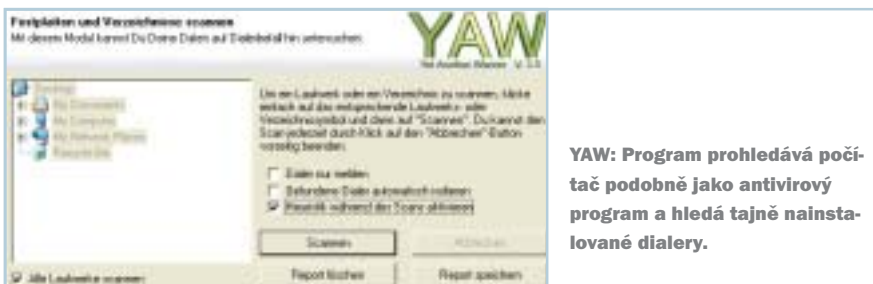 Festplatten und Verzeichnisse scannen
Mit diesem Modul kannst Du Deine Daten auf Dialerbefall hin untersuchen.
YAW
Yet Another Warner V. 3.0
Desktop
My Documents
My Computer
My Network Places
Recycle Bin
Um ein Laufwerk oder ein Verzeichnis zu scannen, klicke
einfach auf das entsprechende Laufwerks- oder
Verzeichnissymbol und dann auf "Scannen". Du kannst den
Scan jederzeit durch Klick auf den "Abbrechen"-Button
vorzeitig beenden.
Dialer nur melden
Gefundene Dialer automatisch isolieren
Heuristik während des Scans aktivieren
Scannen
Abbrechen
Alle Laufwerke scannen
Report löschen
Report speichern
YAW: Program prohledává počí-
tač podobně jako antivirový
program a hledá tajně nainsta-
lované dialery.